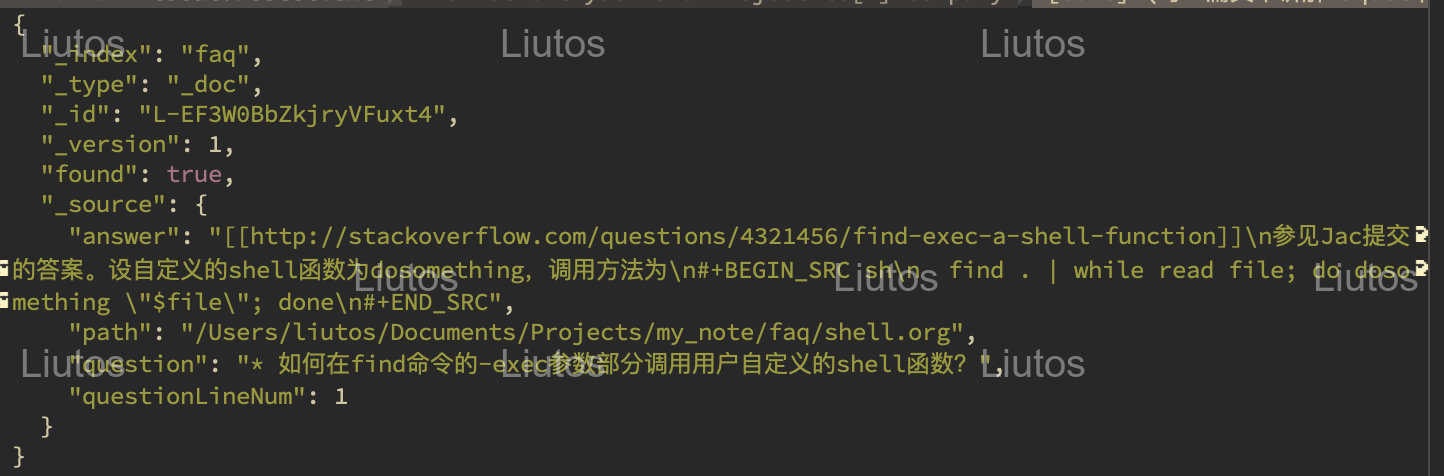 {
"_index": "faq",
"_type": "_doc",
"_id": "L-EF3W0BbZkjryVFuxt4",
"_version": 1,
"found": true,
"_source": {
"answer": "[[http://stackoverflow.com/questions/4321456/find-exec-a-shell-function]]\n参见Jac提交
的答案。设自定义的shell函数为dosomething, 调用方法为\n#+BEGIN_SRC sh\n  find . | while read file; do doso
mething \"$file\"; done\n#+END_SRC",
"path": "/Users/liutos/Documents/Projects/my_note/faq/shell.org",
"question": "* 如何在find命令的-exec参数部分调用用户自定义的shell函数? ",
"questionLineNum": 1
}
}
Liutos
Liutos
Liutos
Liutos
Liutos
Liutos
Liutos
Liutos
Liutos